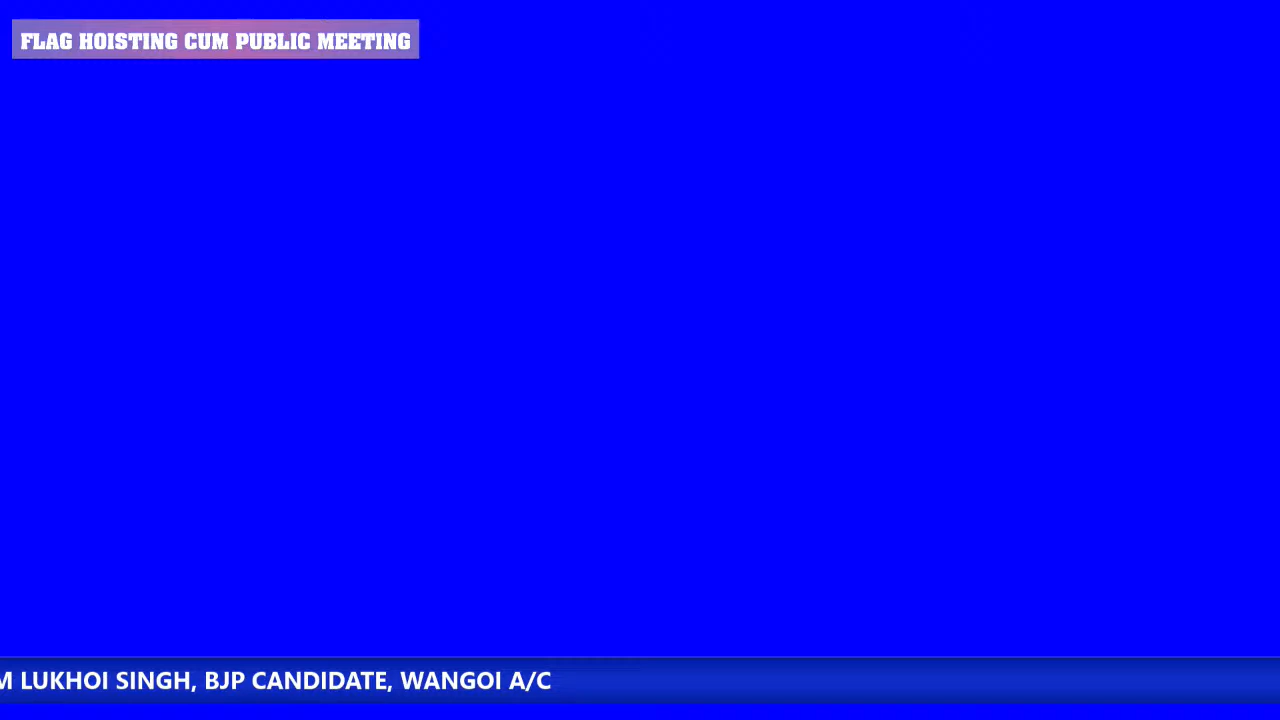 FLAG HOISTING CUM PUBLIC MEETING
M LUKHOI SINGH, BJP CANDIDATE, WANGOI A/C